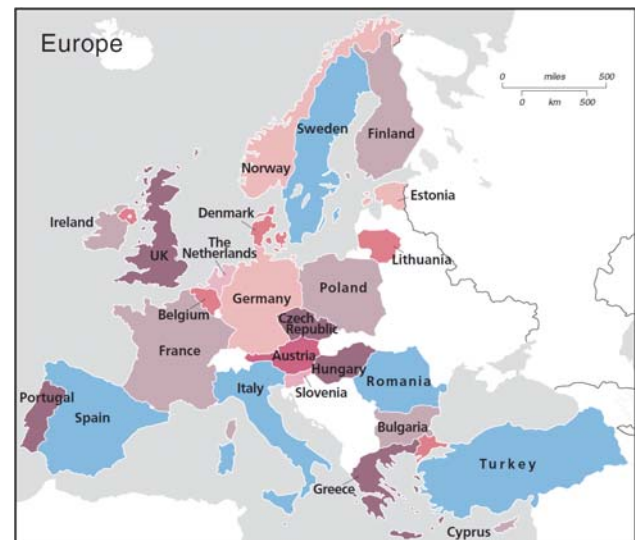 Europe
0 miles 500
0 km 500
Sweden
Finland
Norway
Estonia
Ireland
Denmark
The
Netherlands
UK
Lithuania
Germany
Poland
Belgium
Czech
Republic
France
Austria
Hungary
Slovenia
Italy
Romania
Portugal
Spain
Bulgaria
Turkey
Greece
Cyprus